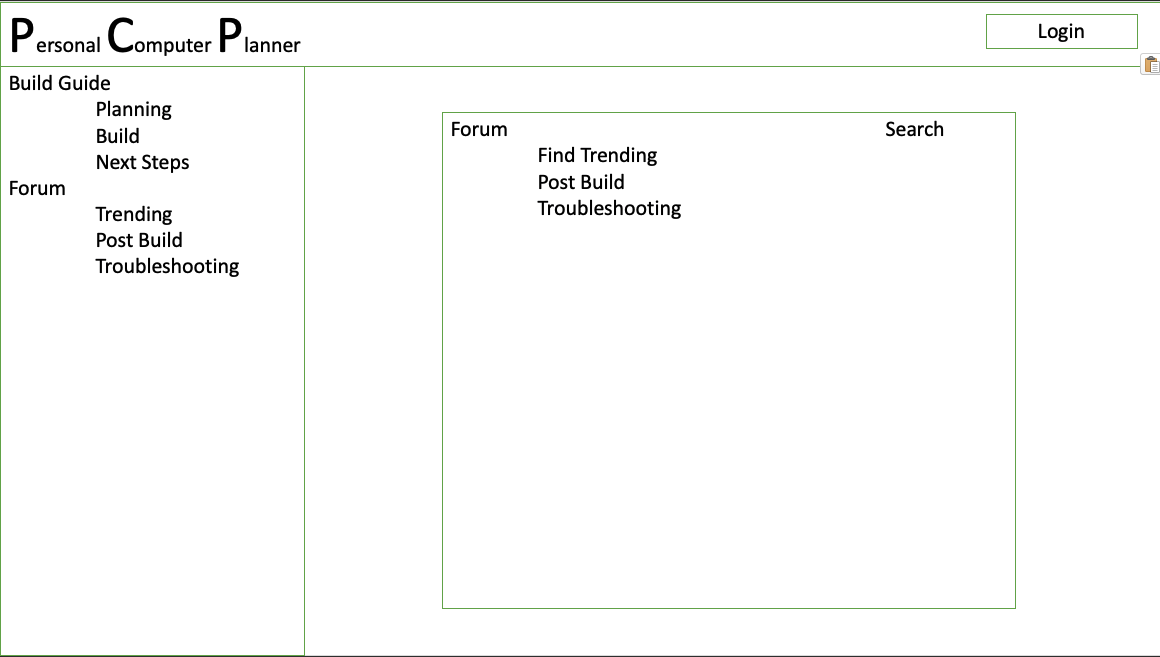 Personal Computer Planner
Login
Build Guide
Planning
Build
Next Steps
Forum
Trending
Post Build
Troubleshooting
Forum Search
Find Trending
Post Build
Troubleshooting